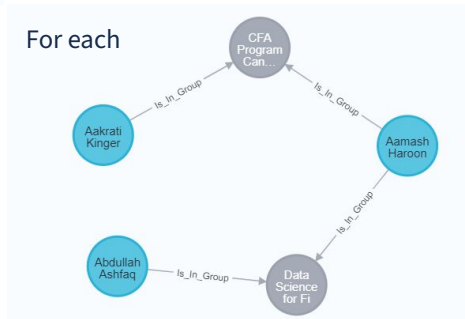 For each
CFA
Program
Can...
Is_In_Group
Is_In_Group
Aakrati
Kinger
Aamash
Haroon
Is_In_Group
Abdullah
Ashfaq
Is_In_Group
Data
Science
for Fi